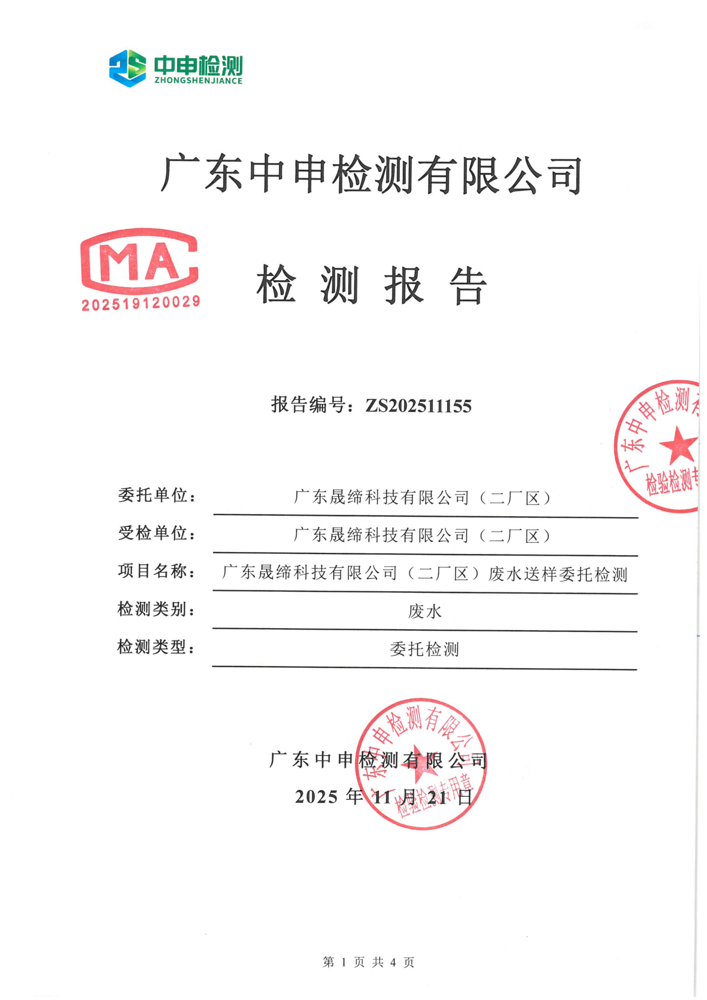 中申检测
ZHONGSHENJIANCE
广东中申检测有限公司
MA
202519120029
检测报告
报告编号：ZS202511155
广东中申检测有
检验检测专
委托单位：广东晟缔科技有限公司（二厂区）
受检单位：广东晟缔科技有限公司（二厂区）
项目名称：广东晟缔科技有限公司（二厂区）废水送样委托检测
检测类别：废水
检测类型：委托检测
广东中申检测有限公司
检验检测专用章
广东中申检测有限公司
2025 年 11 月 21 日
第 1 页 共 4 页